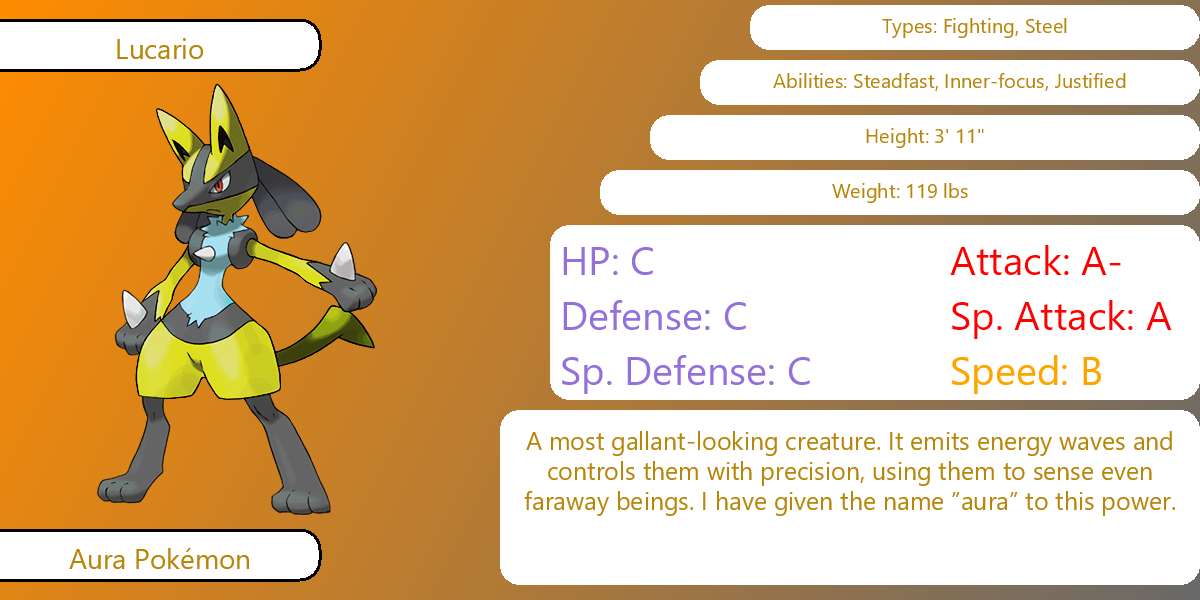 Lucario
Types: Fighting, Steel
Abilities: Steadfast, Inner-focus, Justified
Height: 3' 11"
Weight: 119 lbs
HP: C
Attack: A-
Defense: C
Sp. Attack: A
Sp. Defense: C
Speed: B
A most gallant-looking creature. It emits energy waves and
controls them with precision, using them to sense even
faraway beings. I have given the name ”aura” to this power.
Aura Pokémon